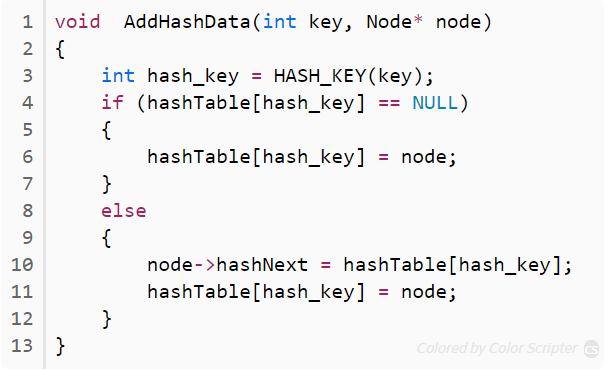 1 void  AddHashData(int key, Node* node)
2 {
3     int hash_key = HASH_KEY(key);
4     if (hashTable[hash_key] == NULL)
5     {
6         hashTable[hash_key] = node;
7     }
8     else
9     {
10         node->hashNext = hashTable[hash_key];
11         hashTable[hash_key] = node;
12     }
13 }
Colored by Color Scripter CS